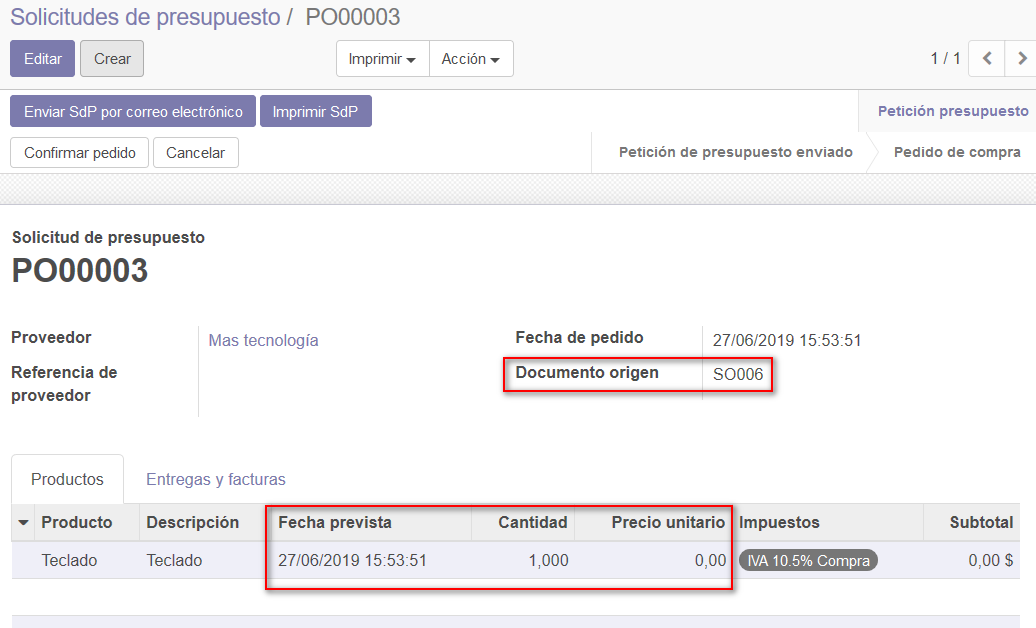 Solicitudes de presupuesto / PO00003
Editar Crear Imprimir Acción 1 / 1
Enviar SdP por correo electrónico Imprimir SdP Petición presupuesto
Confirmar pedido Cancelar Petición de presupuesto enviado Pedido de compra
Solicitud de presupuesto
PO00003
Proveedor Mas tecnología Fecha de pedido 27/06/2019 15:53:51
Referencia de proveedor Documento origen SO006
Productos Entregas y facturas
Producto Descripción Fecha prevista Cantidad Precio unitario Impuestos Subtotal
Teclado Teclado 27/06/2019 15:53:51 1,000 0,00 IVA 10.5% Compra 0,00 $